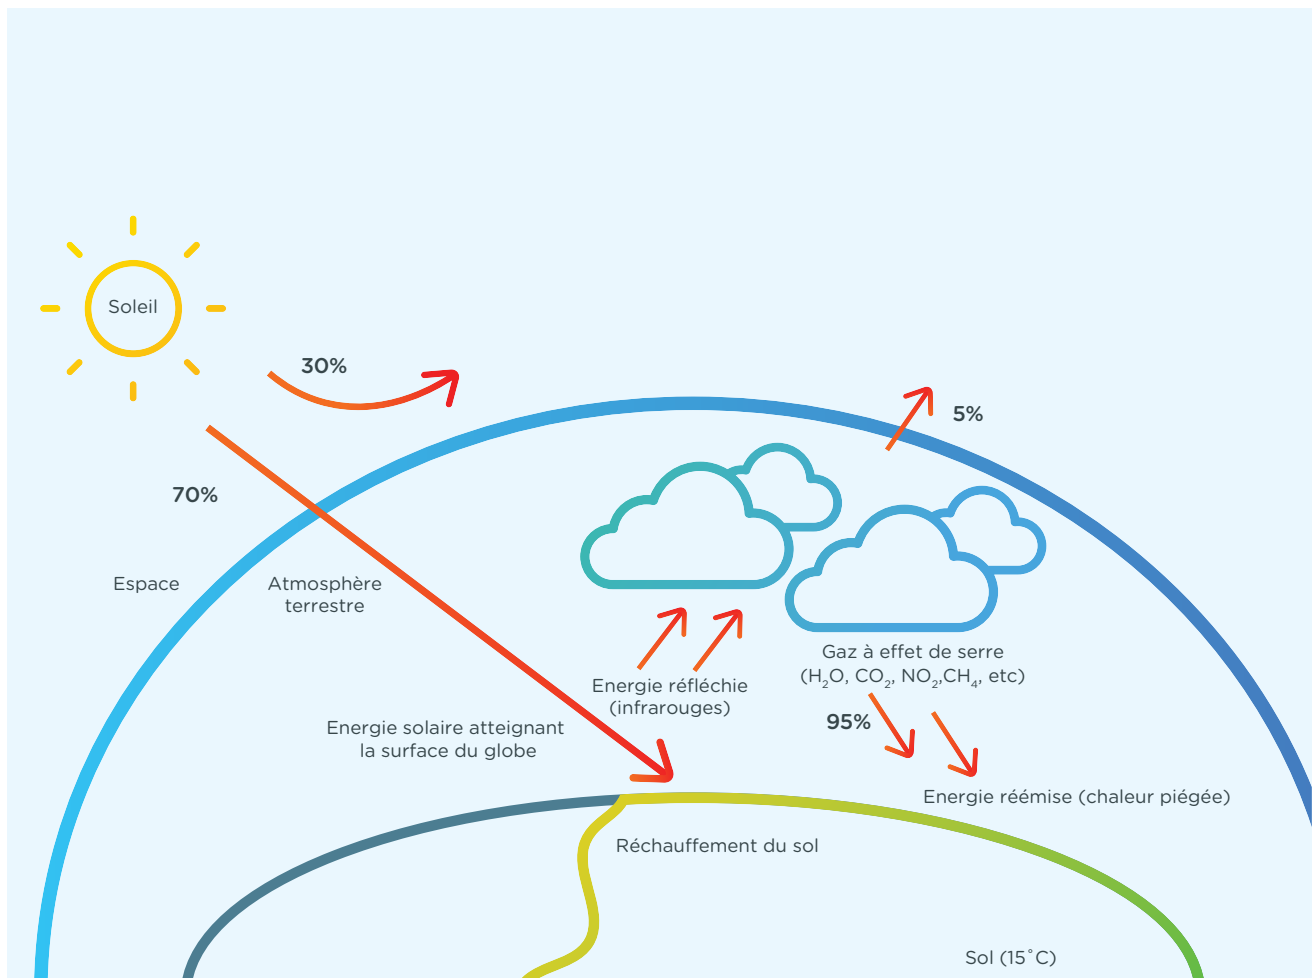 Soleil
30%
5%
70%
Espace
Atmosphère
terrestre
Gaz à effet de serre
(H₂O, CO₂, NO₂,CH₄, etc)
Energie réfléchie
(infrarouges)
95%
Energie solaire atteignant
la surface du globe
Energie réémise (chaleur piégée)
Réchauffement du sol
Sol (15°C)